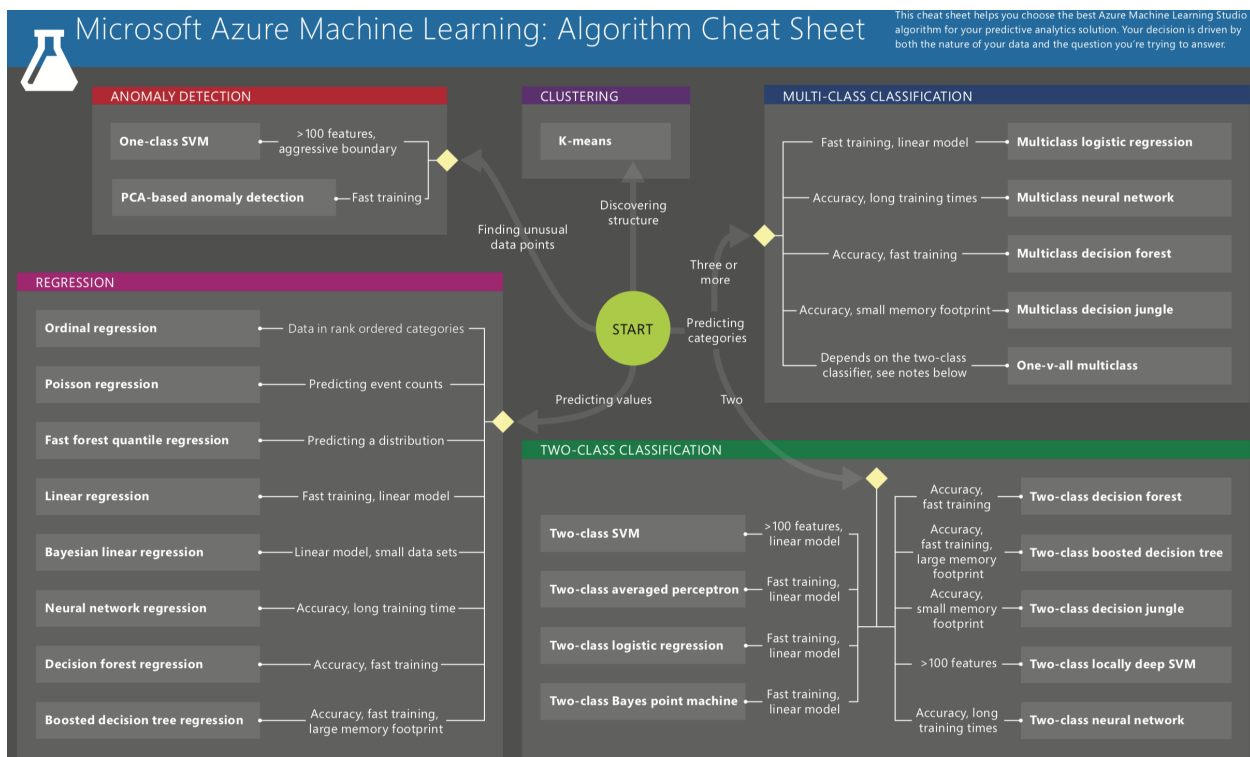 Microsoft Azure Machine Learning: Algorithm Cheat Sheet
This cheat sheet helps you choose the best Azure Machine Learning Studio
algorithm for your predictive analytics solution. Your decision is driven by
both the nature of your data and the question you're trying to answer.
ANOMALY DETECTION
One-class SVM
>100 features,
aggressive boundary
PCA-based anomaly detection
Fast training
CLUSTERING
K-means
Discovering
structure
Finding unusual
data points
START
Predicting
categories
Three or
more
Two
Predicting values
MULTI-CLASS CLASSIFICATION
Fast training, linear model
Multiclass logistic regression
Accuracy, long training times
Multiclass neural network
Accuracy, fast training
Multiclass decision forest
Accuracy, small memory footprint
Multiclass decision jungle
Depends on the two-class
classifier, see notes below
One-v-all multiclass
REGRESSION
Ordinal regression
Data in rank ordered categories
Poisson regression
Predicting event counts
Fast forest quantile regression
Predicting a distribution
Linear regression
Fast training, linear model
Bayesian linear regression
Linear model, small data sets
Neural network regression
Accuracy, long training time
Decision forest regression
Accuracy, fast training
Boosted decision tree regression
Accuracy, fast training,
large memory footprint
TWO-CLASS CLASSIFICATION
Two-class SVM
>100 features,
linear model
Two-class averaged perceptron
Fast training,
linear model
Two-class logistic regression
Fast training,
linear model
Two-class Bayes point machine
Fast training,
linear model
Accuracy,
fast training
Two-class decision forest
Accuracy,
fast training,
large memory
footprint
Two-class boosted decision tree
Accuracy,
small memory
footprint
Two-class decision jungle
>100 features
Two-class locally deep SVM
Accuracy, long
training times
Two-class neural network